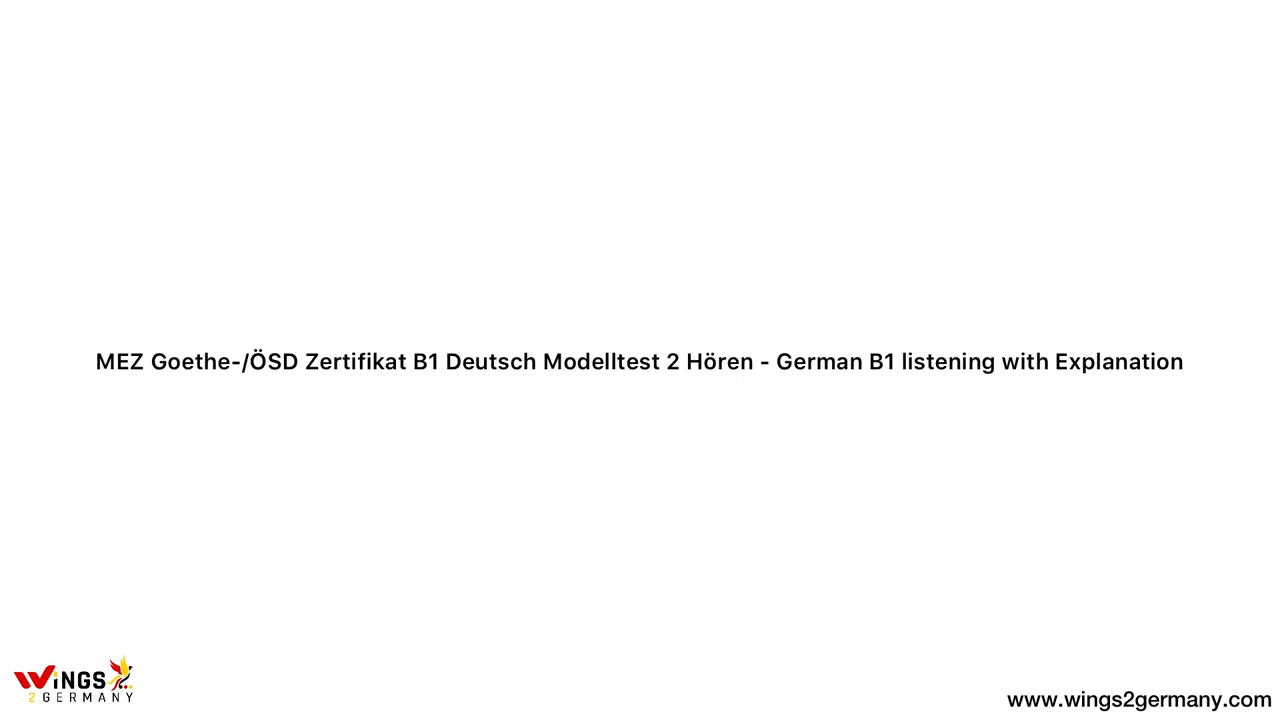 MEZ Goethe-/ÖSD Zertifikat B1 Deutsch Modelltest 2 Hören - German B1 listening with Explanation
WiNGS
2 GERMANY
www.wings2germany.com